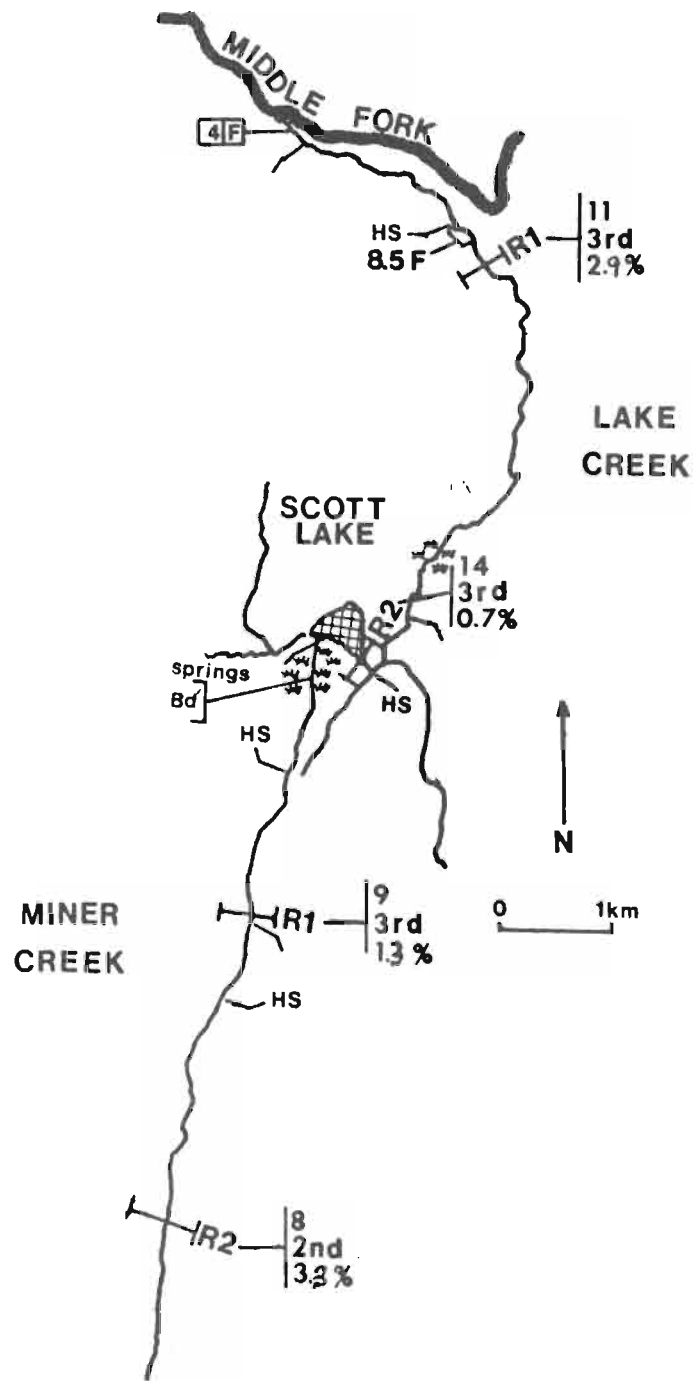 MIDDLE
FORK
4 F
HS
8.5 F
R1
11
3rd
2.9%
LAKE
CREEK
SCOTT
LAKE
14
3rd
0.7%
R2
springs
Bd
HS
HS
N
MINER
CREEK
R1
9
3rd
1.3%
0 1km
HS
R2
8
2nd